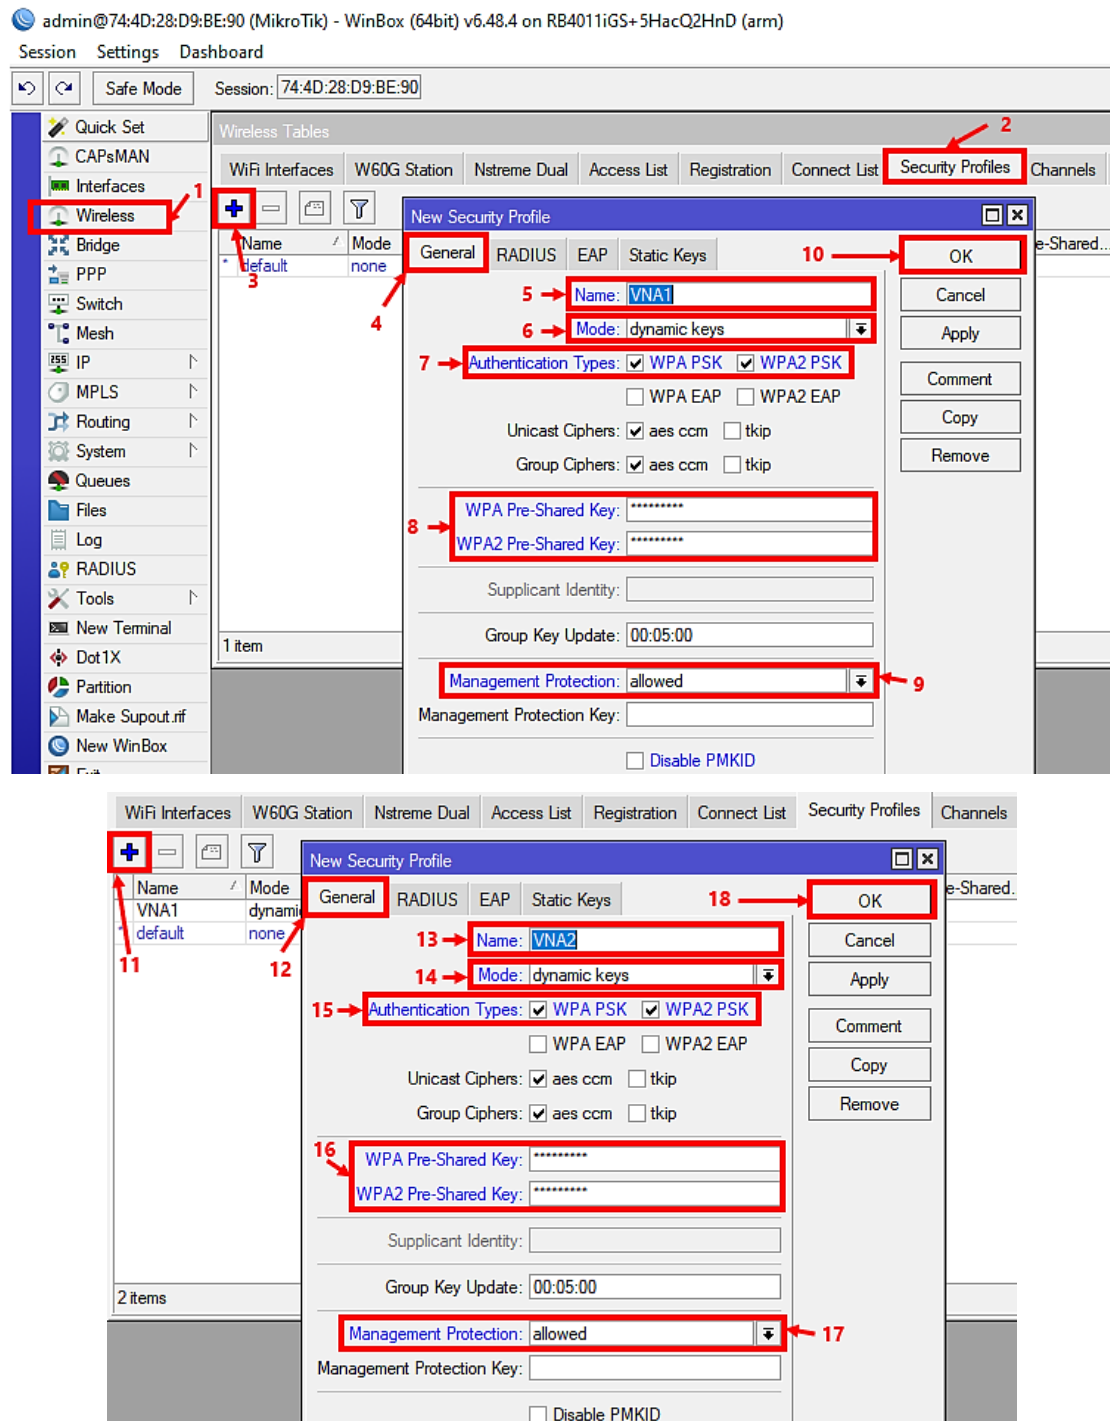 admin@74:4D:28:D9:BE:90 (MikroTik) - WinBox (64bit) v6.48.4 on RB4011iGS+5HacQ2HnD (arm)
Session Settings Dashboard
Safe Mode Session: 74:4D:28:D9:BE:90
Quick Set
CAPsMAN
Interfaces
1
Wireless
Bridge
PPP
Switch
Mesh
IP
MPLS
Routing
System
Queues
Files
Log
RADIUS
Tools
New Terminal
Dot1X
Partition
Make Supout.rif
New WinBox
Wireless Tables
2
WiFi Interfaces W60G Station Nstreme Dual Access List Registration Connect List Security Profiles Channels
Name / Mode e-Shared...
* default none
3
1 item
New Security Profile
General RADIUS EAP Static Keys
4
5 Name: VNA1
6 Mode: dynamic keys
7 Authentication Types: WPA PSK WPA2 PSK
WPA EAP WPA2 EAP
Unicast Ciphers: aes ccm tkip
Group Ciphers: aes ccm tkip
WPA Pre-Shared Key: *********
8
WPA2 Pre-Shared Key: *********
Supplicant Identity:
Group Key Update: 00:05:00
Management Protection: allowed 9
Management Protection Key:
Disable PMKID
10 OK
Cancel
Apply
Comment
Copy
Remove
WiFi Interfaces W60G Station Nstreme Dual Access List Registration Connect List Security Profiles Channels
Name / Mode e-Shared.
VNA1 dynami
* default none
11
2 items
New Security Profile
General RADIUS EAP Static Keys
12
13 Name: VNA2
14 Mode: dynamic keys
15 Authentication Types: WPA PSK WPA2 PSK
WPA EAP WPA2 EAP
Unicast Ciphers: aes ccm tkip
Group Ciphers: aes ccm tkip
16
WPA Pre-Shared Key: *********
WPA2 Pre-Shared Key: *********
Supplicant Identity:
Group Key Update: 00:05:00
Management Protection: allowed 17
Management Protection Key:
Disable PMKID
18 OK
Cancel
Apply
Comment
Copy
Remove